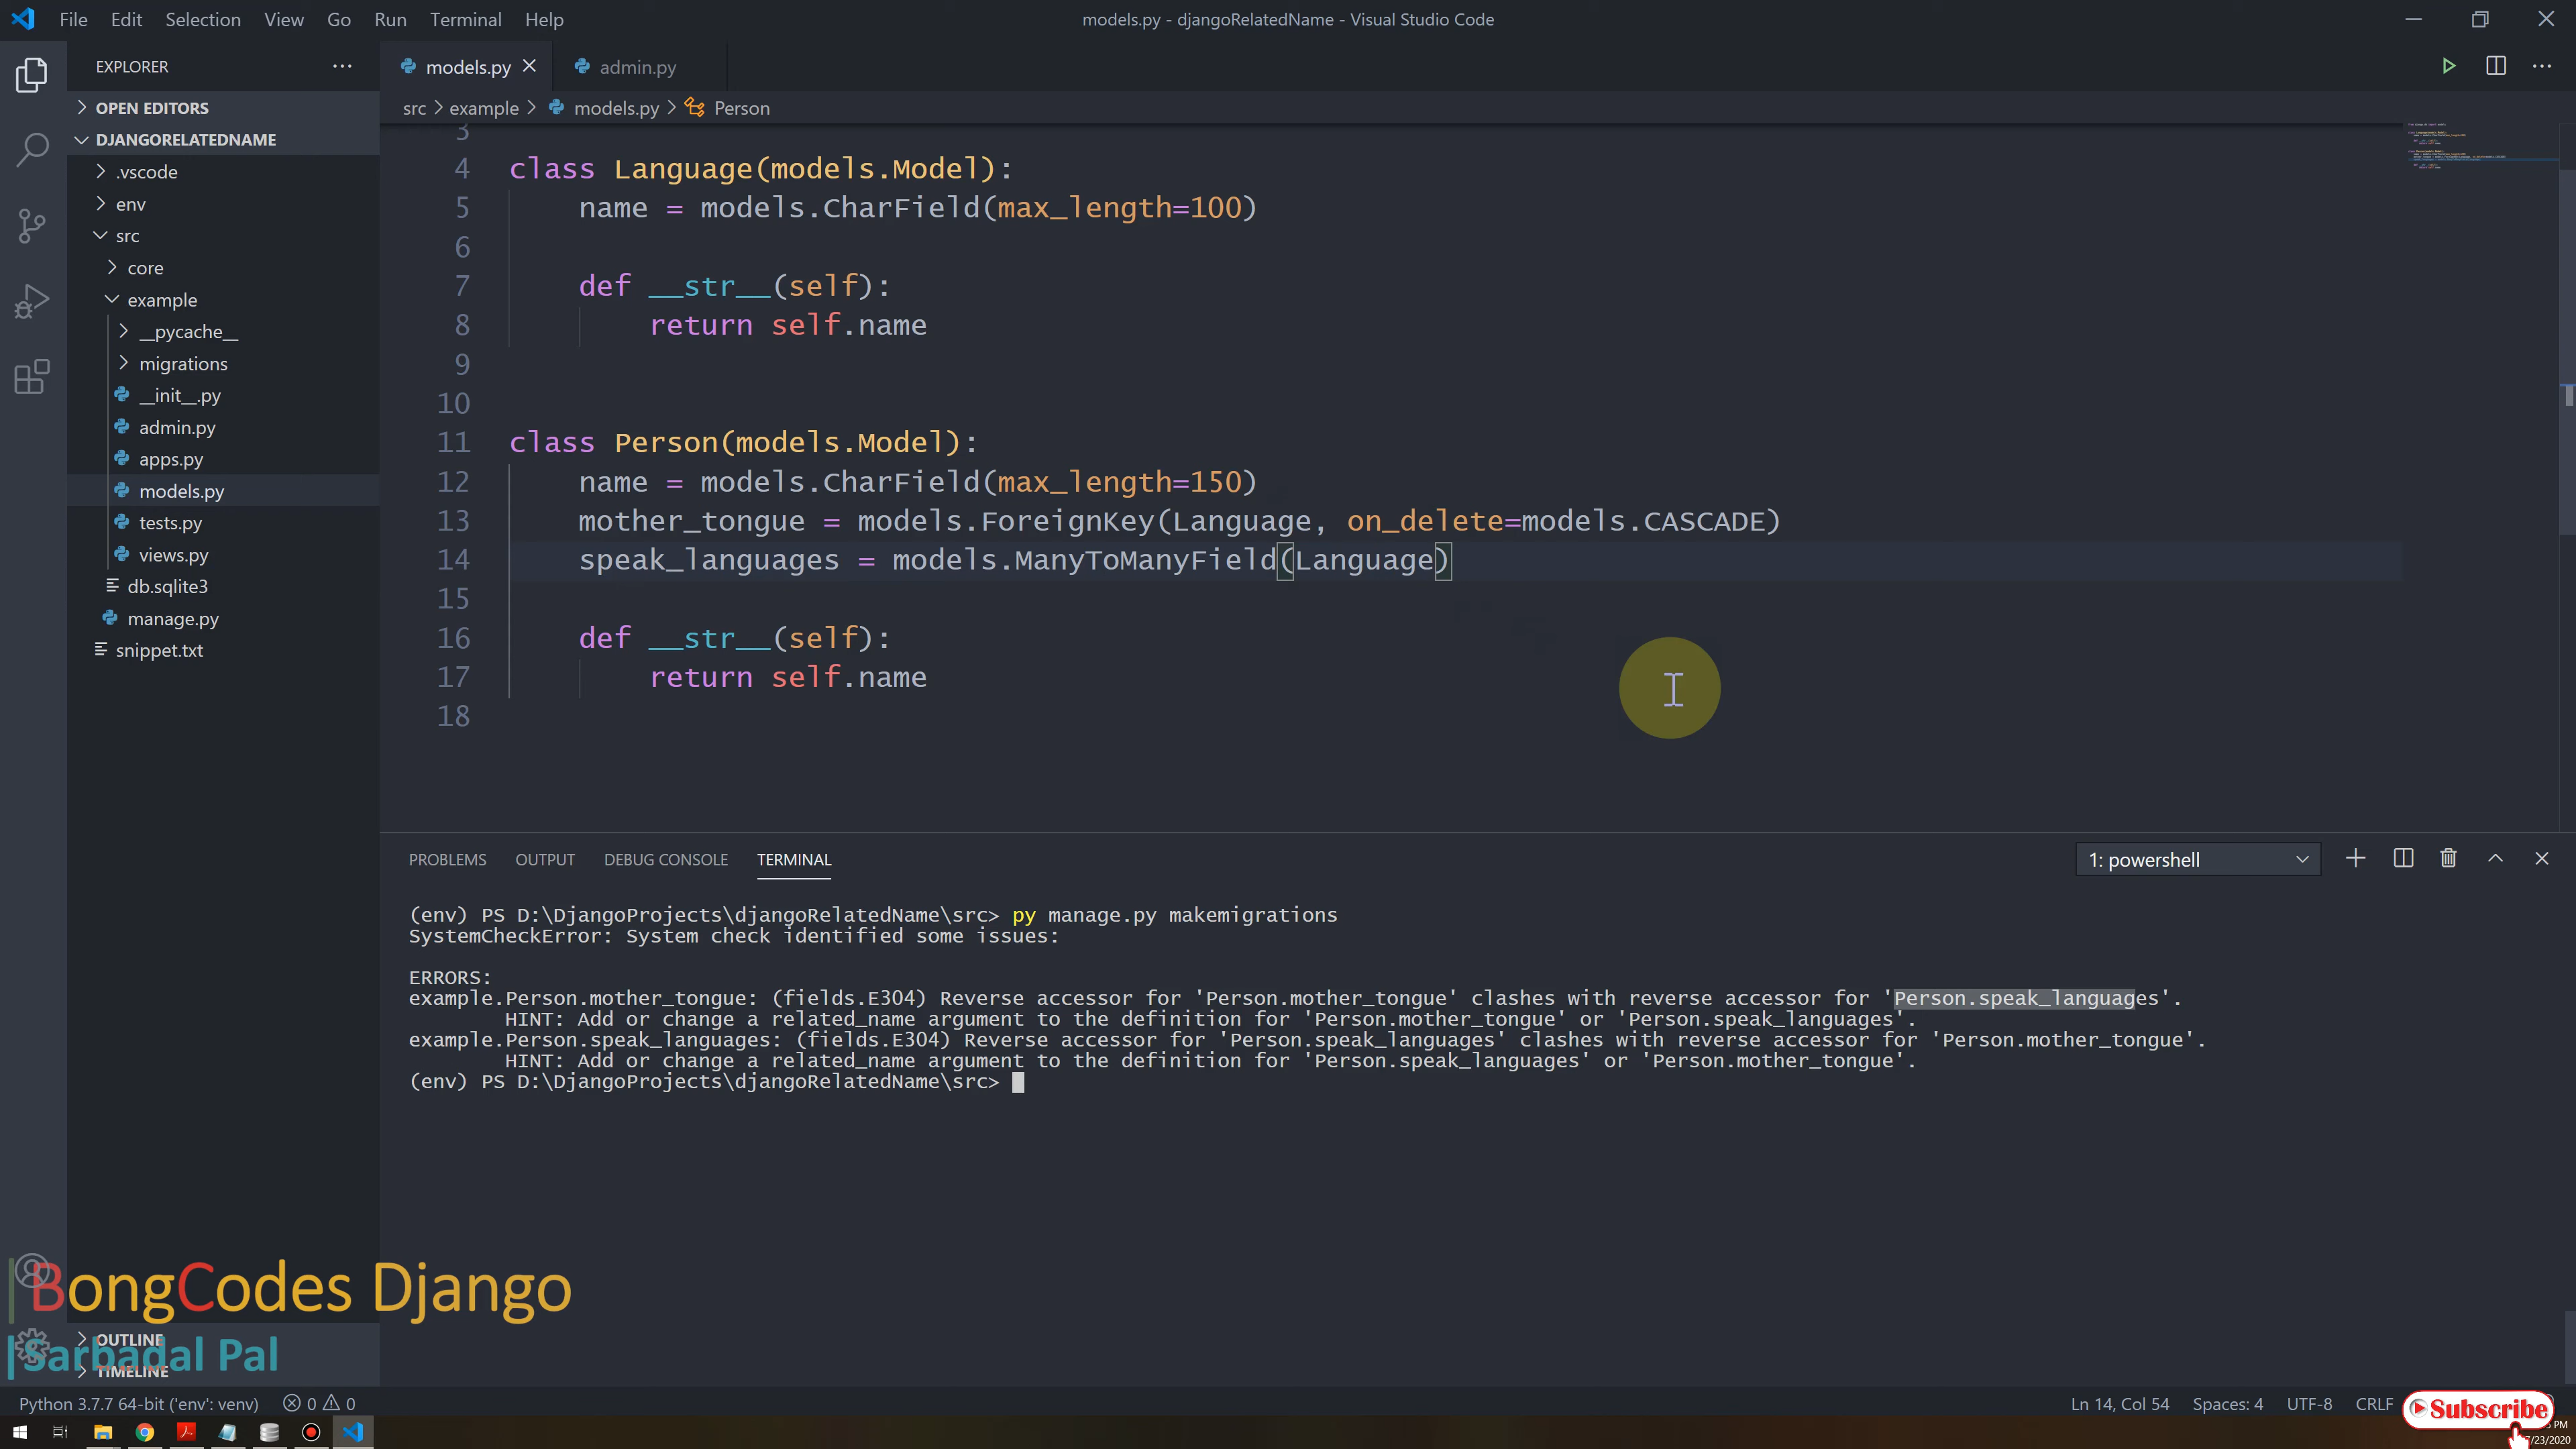 File Edit Selection View Go Run Terminal Help
models.py - djangoRelatedName - Visual Studio Code
EXPLORER
OPEN EDITORS
DJANGORELATEDNAME
.vscode
env
src
core
example
__pycache__
migrations
__init__.py
admin.py
apps.py
models.py
tests.py
views.py
db.sqlite3
manage.py
snippet.txt
OUTLINE
TIMELINE
models.py
admin.py
src > example > models.py > Person
3
4 class Language(models.Model):
5 name = models.CharField(max_length=100)
6
7 def __str__(self):
8 return self.name
9
10
11 class Person(models.Model):
12 name = models.CharField(max_length=150)
13 mother_tongue = models.ForeignKey(Language, on_delete=models.CASCADE)
14 speak_languages = models.ManyToManyField(Language)
15
16 def __str__(self):
17 return self.name
18
PROBLEMS OUTPUT DEBUG CONSOLE TERMINAL
1: powershell
(env) PS D:\DjangoProjects\djangoRelatedName\src> py manage.py makemigrations
SystemCheckError: System check identified some issues:
ERRORS:
example.Person.mother_tongue: (fields.E304) Reverse accessor for 'Person.mother_tongue' clashes with reverse accessor for 'Person.speak_languages'.
HINT: Add or change a related_name argument to the definition for 'Person.mother_tongue' or 'Person.speak_languages'.
example.Person.speak_languages: (fields.E304) Reverse accessor for 'Person.speak_languages' clashes with reverse accessor for 'Person.mother_tongue'.
HINT: Add or change a related_name argument to the definition for 'Person.speak_languages' or 'Person.mother_tongue'.
(env) PS D:\DjangoProjects\djangoRelatedName\src>
BongCodes Django
Sarbadal Pal
Python 3.7.7 64-bit ('env': venv) 0 0
Ln 14, Col 54 Spaces: 4 UTF-8 CRLF
Subscribe
PM
/23/2020